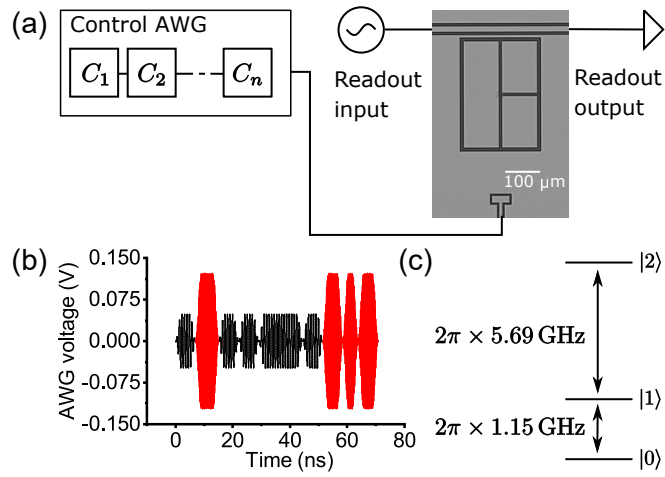 (a)
Control AWG
C1 C2 Cn
Readout input
Readout output
100 μm
(b)
AWG voltage (V)
0.150
0.075
0.000
-0.075
-0.150
0 20 40 60 80
Time (ns)
(c)
|2⟩
2π × 5.69 GHz
|1⟩
2π × 1.15 GHz
|0⟩